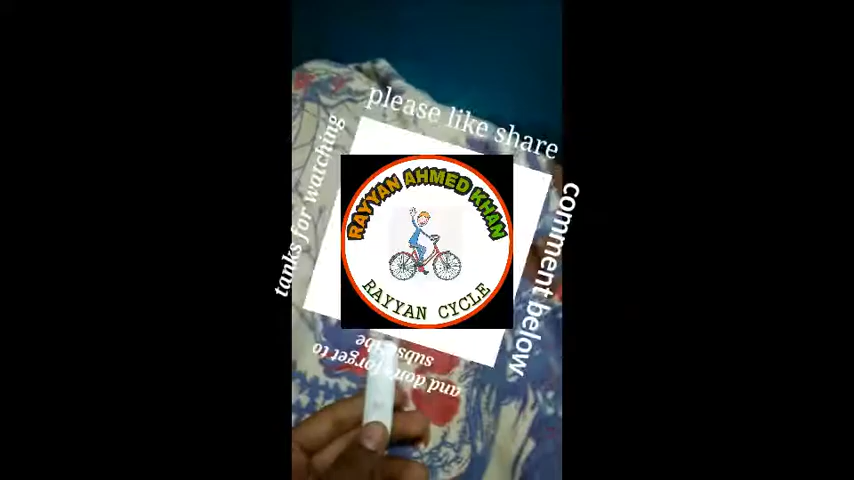 please like share
tanks for watching
RAYYAN AHMED KHAN
RAYYAN CYCLE
comment below
and don't forget to
subscribe